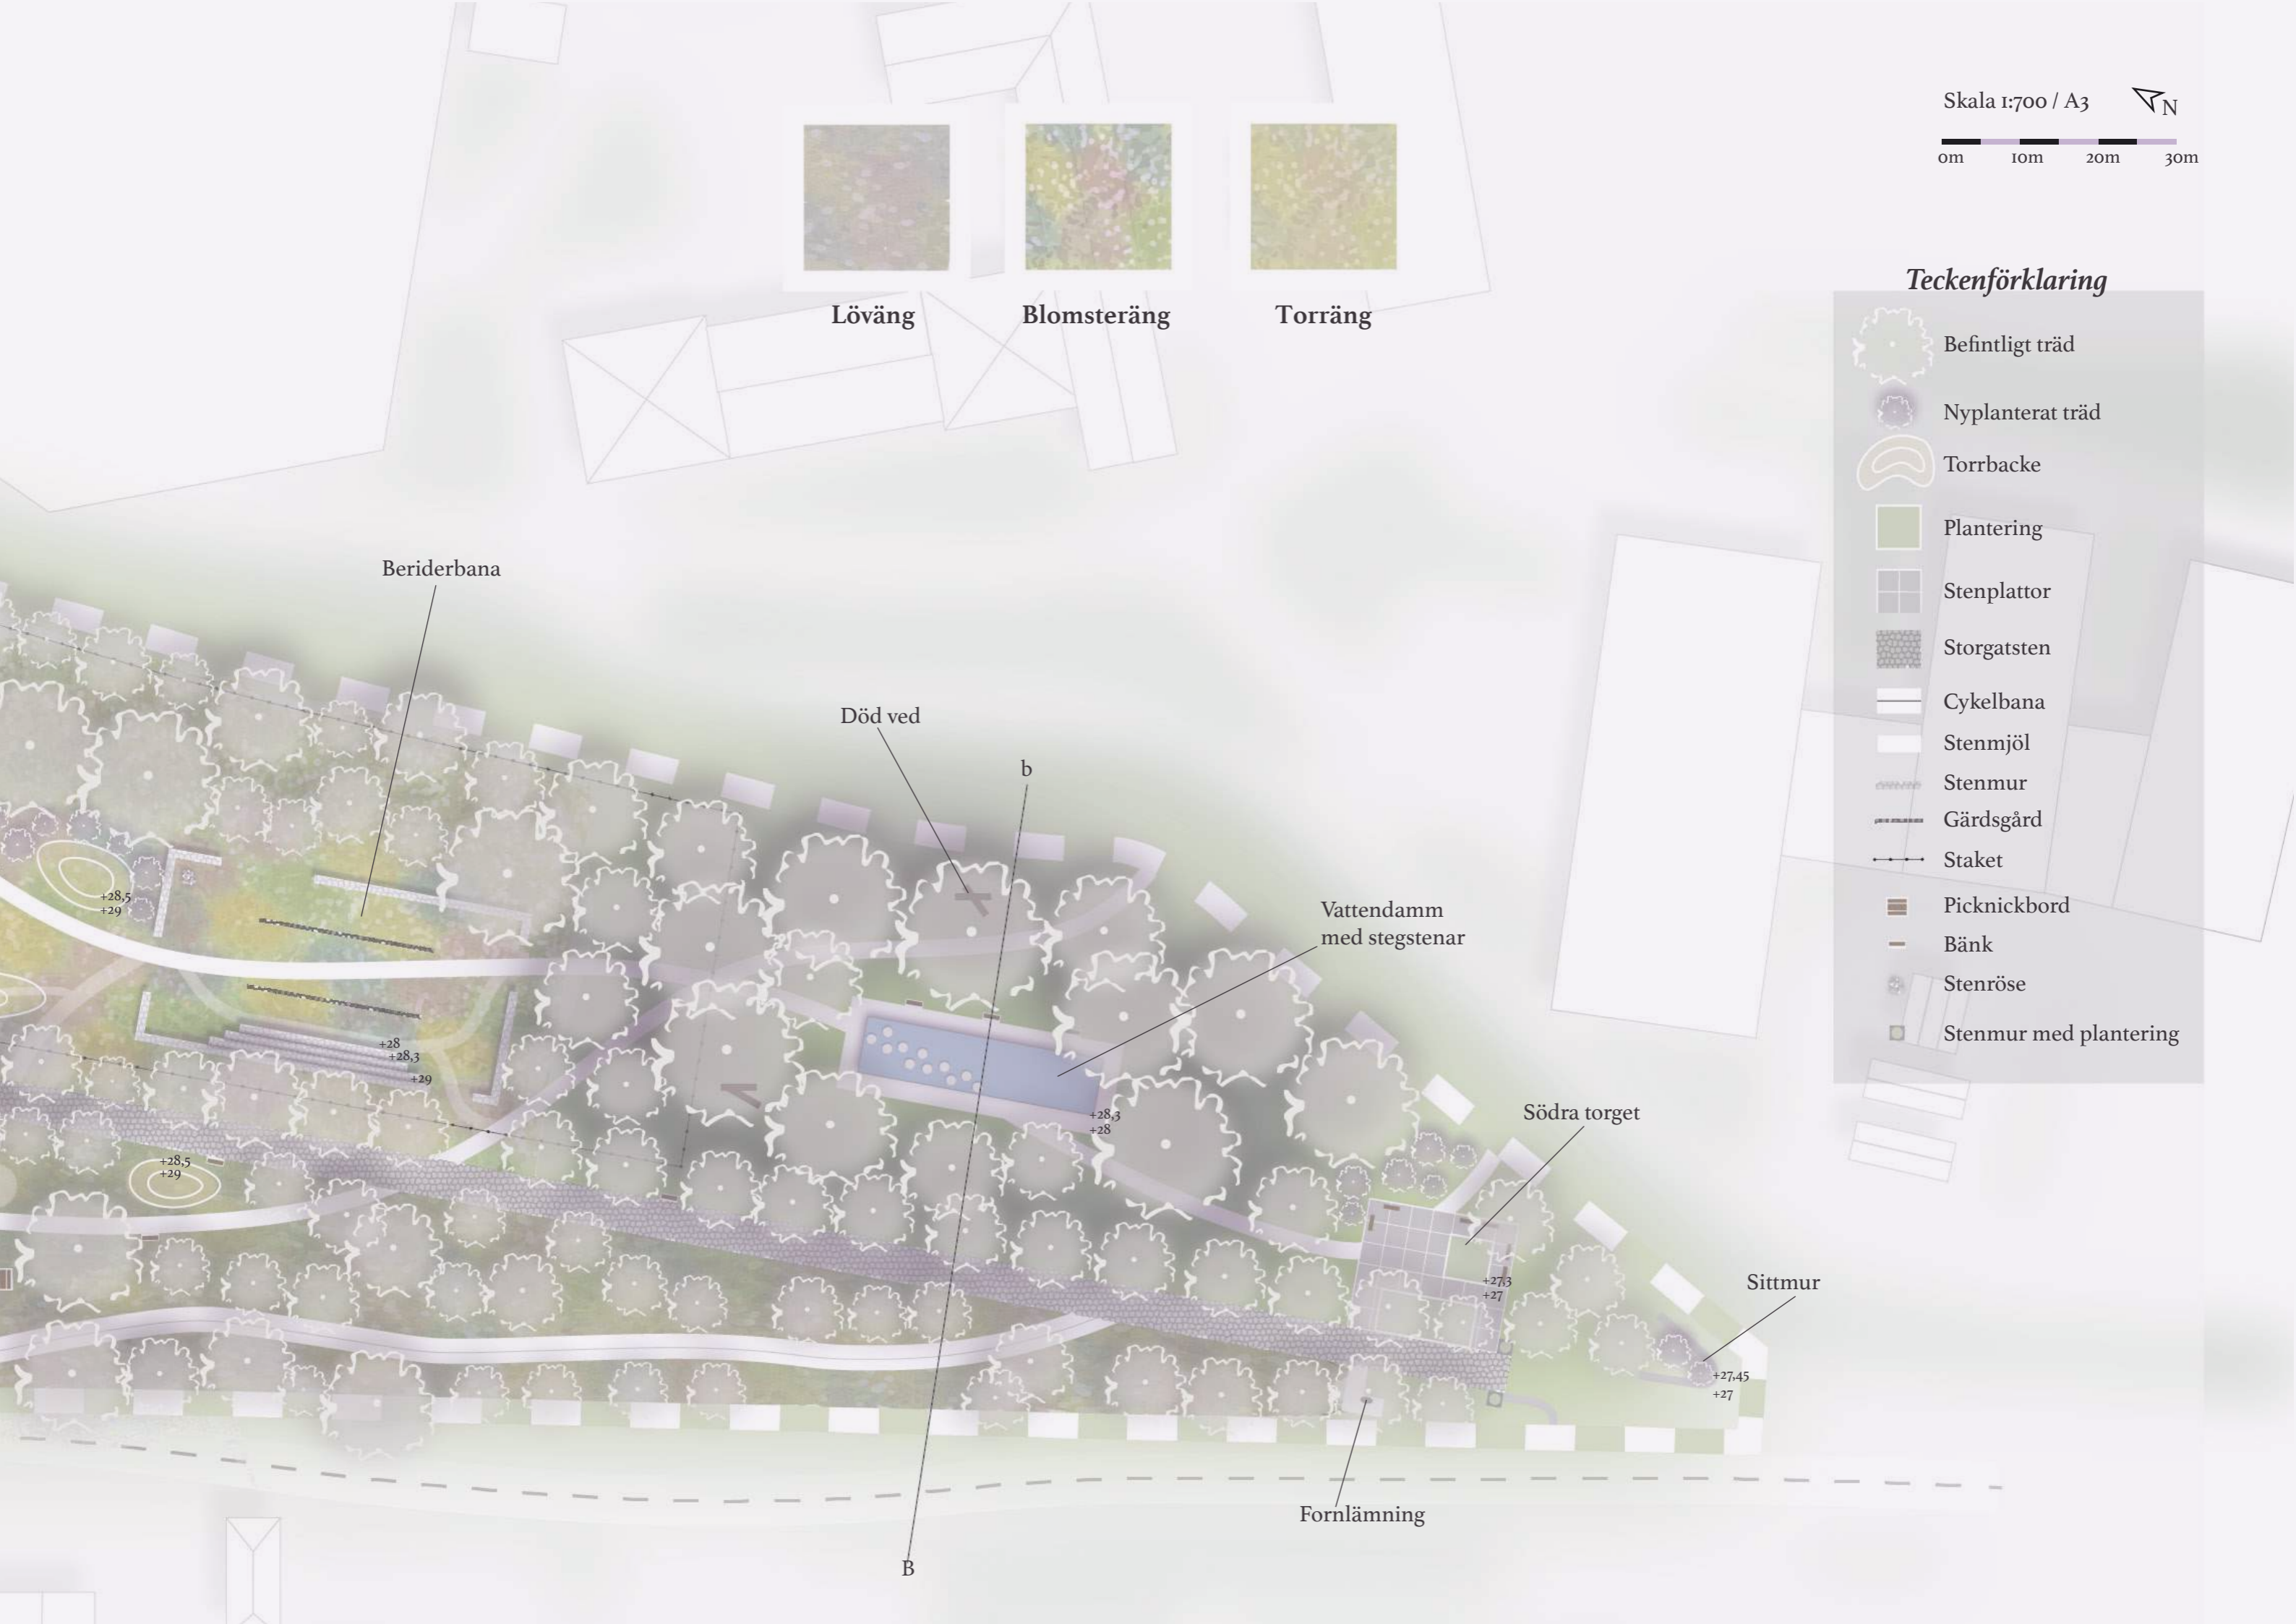 Skala 1:700 / A3
N
0m 10m 20m 30m
Löväng
Blomsteräng
Torräng
Teckenförklaring
Befintligt träd
Nyplanterat träd
Torrbacke
Plantering
Stenplattor
Storgatsten
Cykelbana
Stenmjöl
Stenmur
Gärdsgård
Staket
Picknickbord
Bänk
Stenröse
Stenmur med plantering
Beriderbana
Död ved
b
Vattendamm
med stegstenar
+28,5
+29
+28
+28,3
+29
+28,3
+28
Södra torget
+28,5
+29
+27,3
+27
Sittmur
+27,45
+27
Fornlämning
B